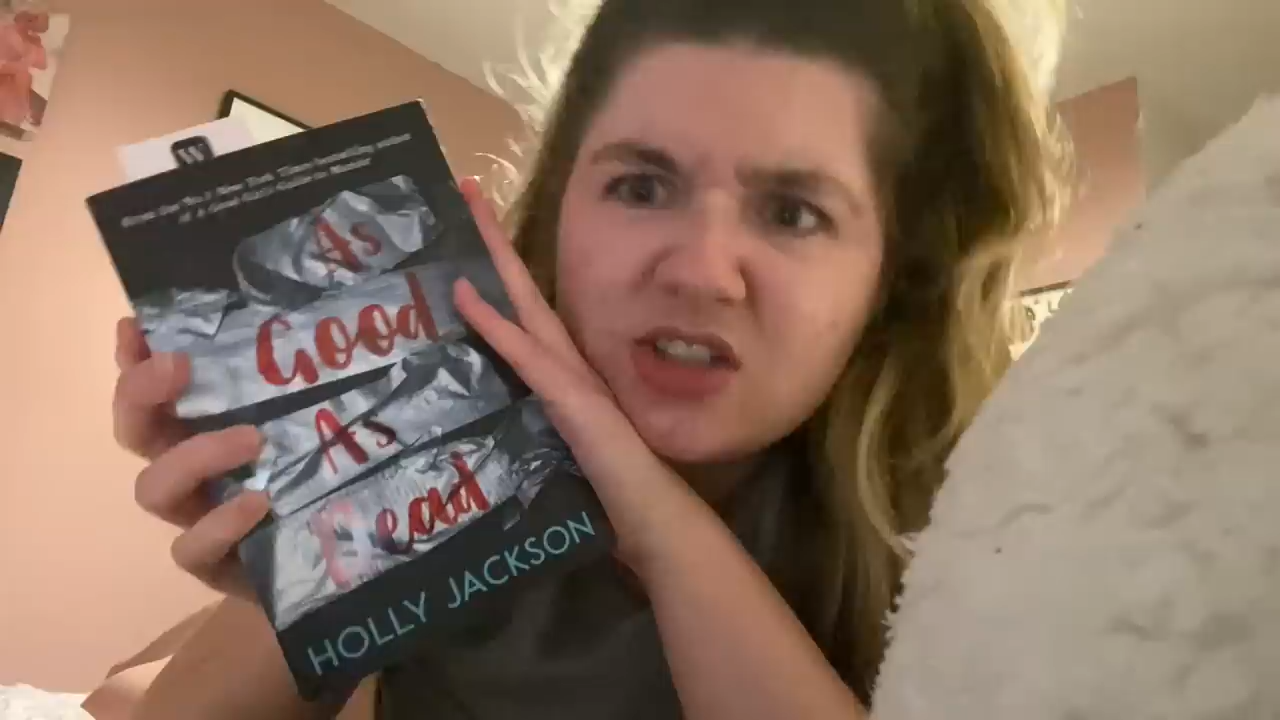 W
from the No.1 New York Times bestselling author
of A Good Girl's Guide to Murder
As
Good
As
Dead
HOLLY JACKSON